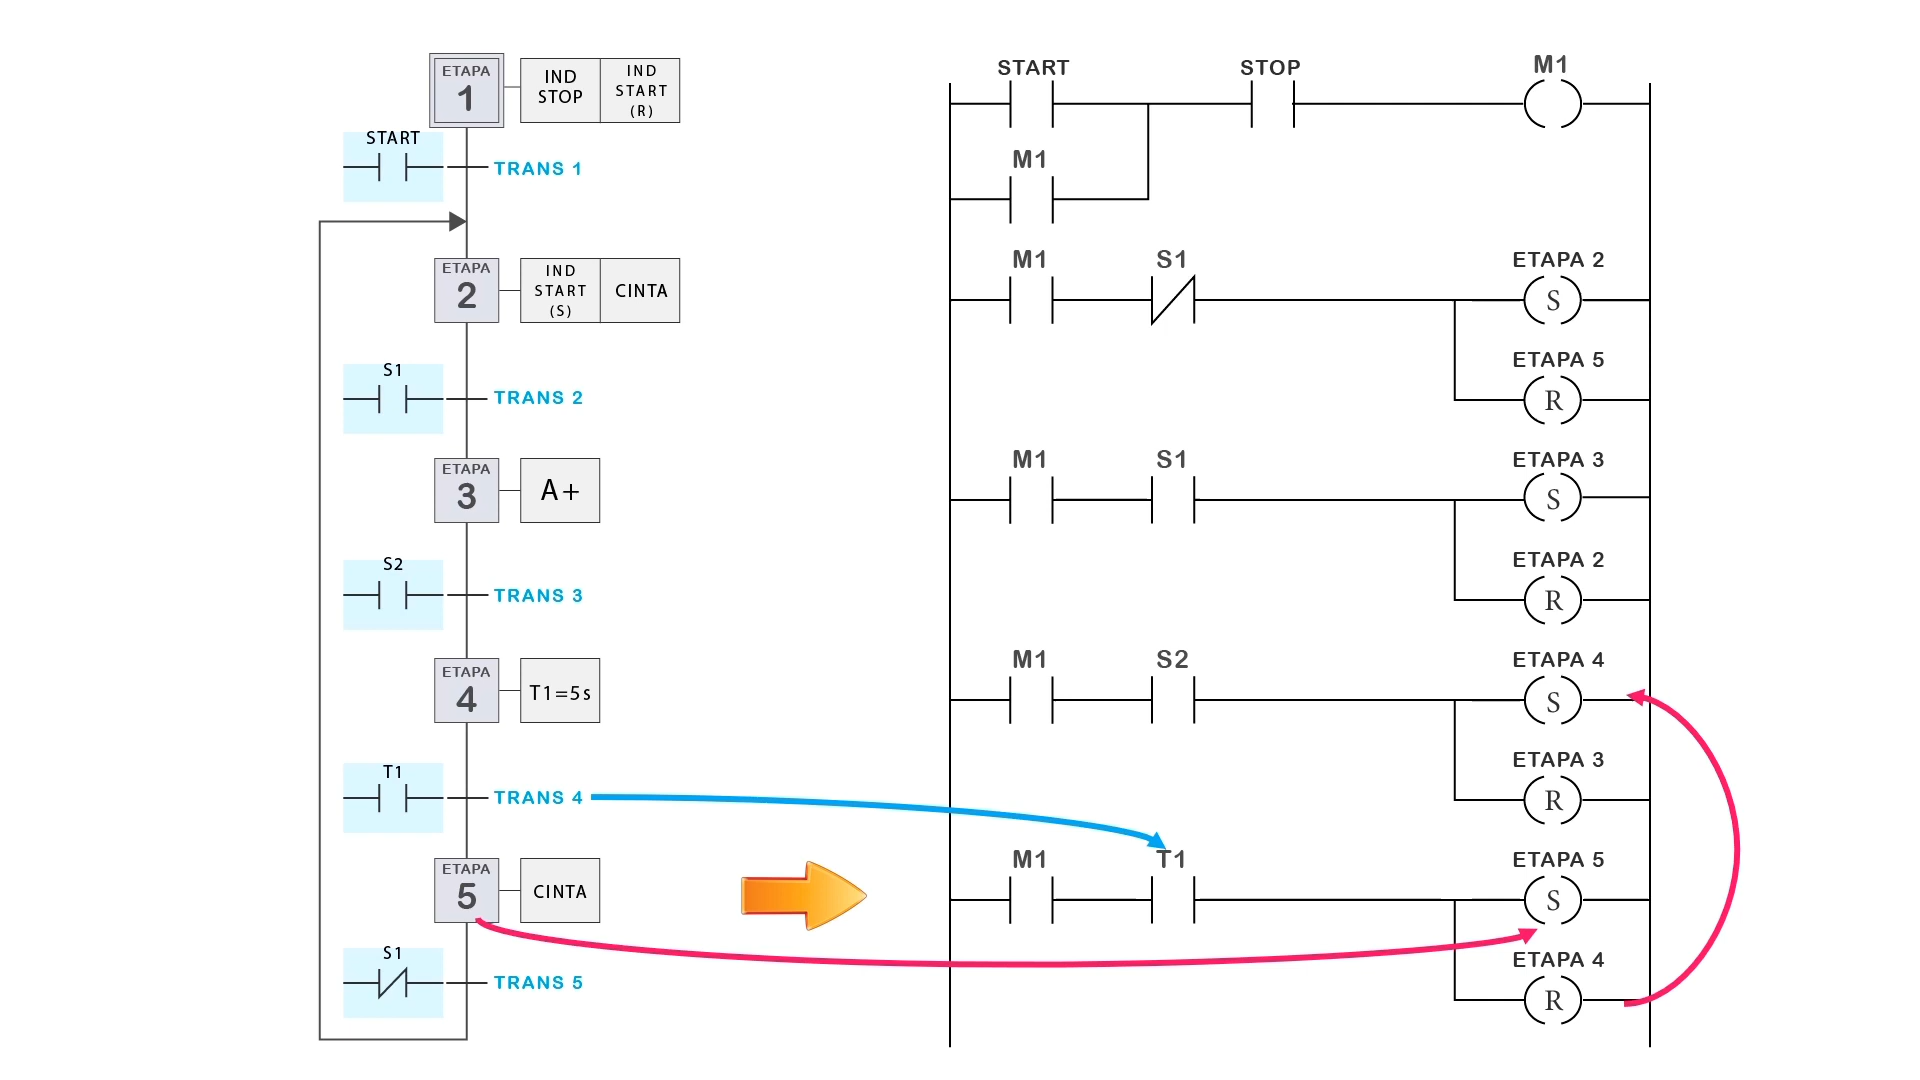 ETAPA
1
IND
STOP
IND
START
(R)
START
TRANS 1
ETAPA
2
IND
START
(S)
CINTA
S1
TRANS 2
ETAPA
3
A+
S2
TRANS 3
ETAPA
4
T1=5s
T1
TRANS 4
ETAPA
5
CINTA
S1
TRANS 5
START
STOP
M1
M1
M1
S1
ETAPA 2
S
ETAPA 5
R
M1
S1
ETAPA 3
S
ETAPA 2
R
M1
S2
ETAPA 4
S
ETAPA 3
R
M1
T1
ETAPA 5
S
ETAPA 4
R